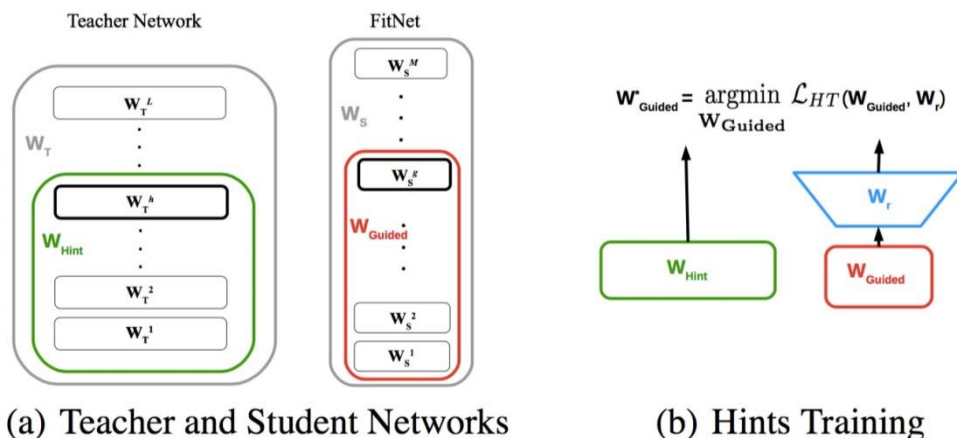 Teacher Network
FitNet
W_T^L
W_T
W_T^h
W_Hint
W_T^2
W_T^1
W_S^M
W_S
W_S^g
W_Guided
W_S^2
W_S^1
W*_Guided = argmin L_HT(W_Guided, W_r)
W_Guided
W_r
W_Hint
W_Guided
(a) Teacher and Student Networks
(b) Hints Training